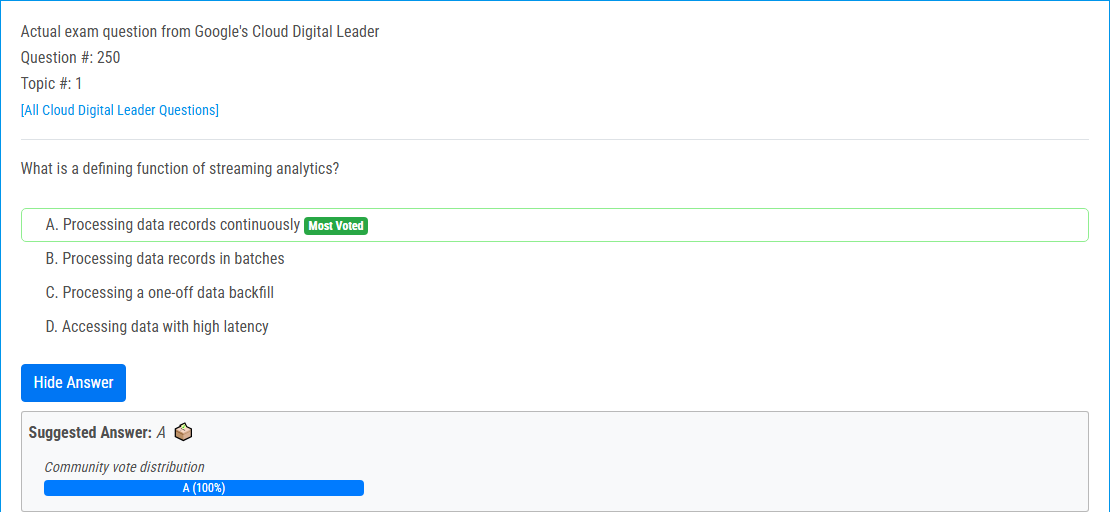 Actual exam question from Google's Cloud Digital Leader
Question #: 250
Topic #: 1
[All Cloud Digital Leader Questions]
What is a defining function of streaming analytics?
A. Processing data records continuously Most Voted
B. Processing data records in batches
C. Processing a one-off data backfill
D. Accessing data with high latency
Hide Answer
Suggested Answer: A
Community vote distribution
A (100%)